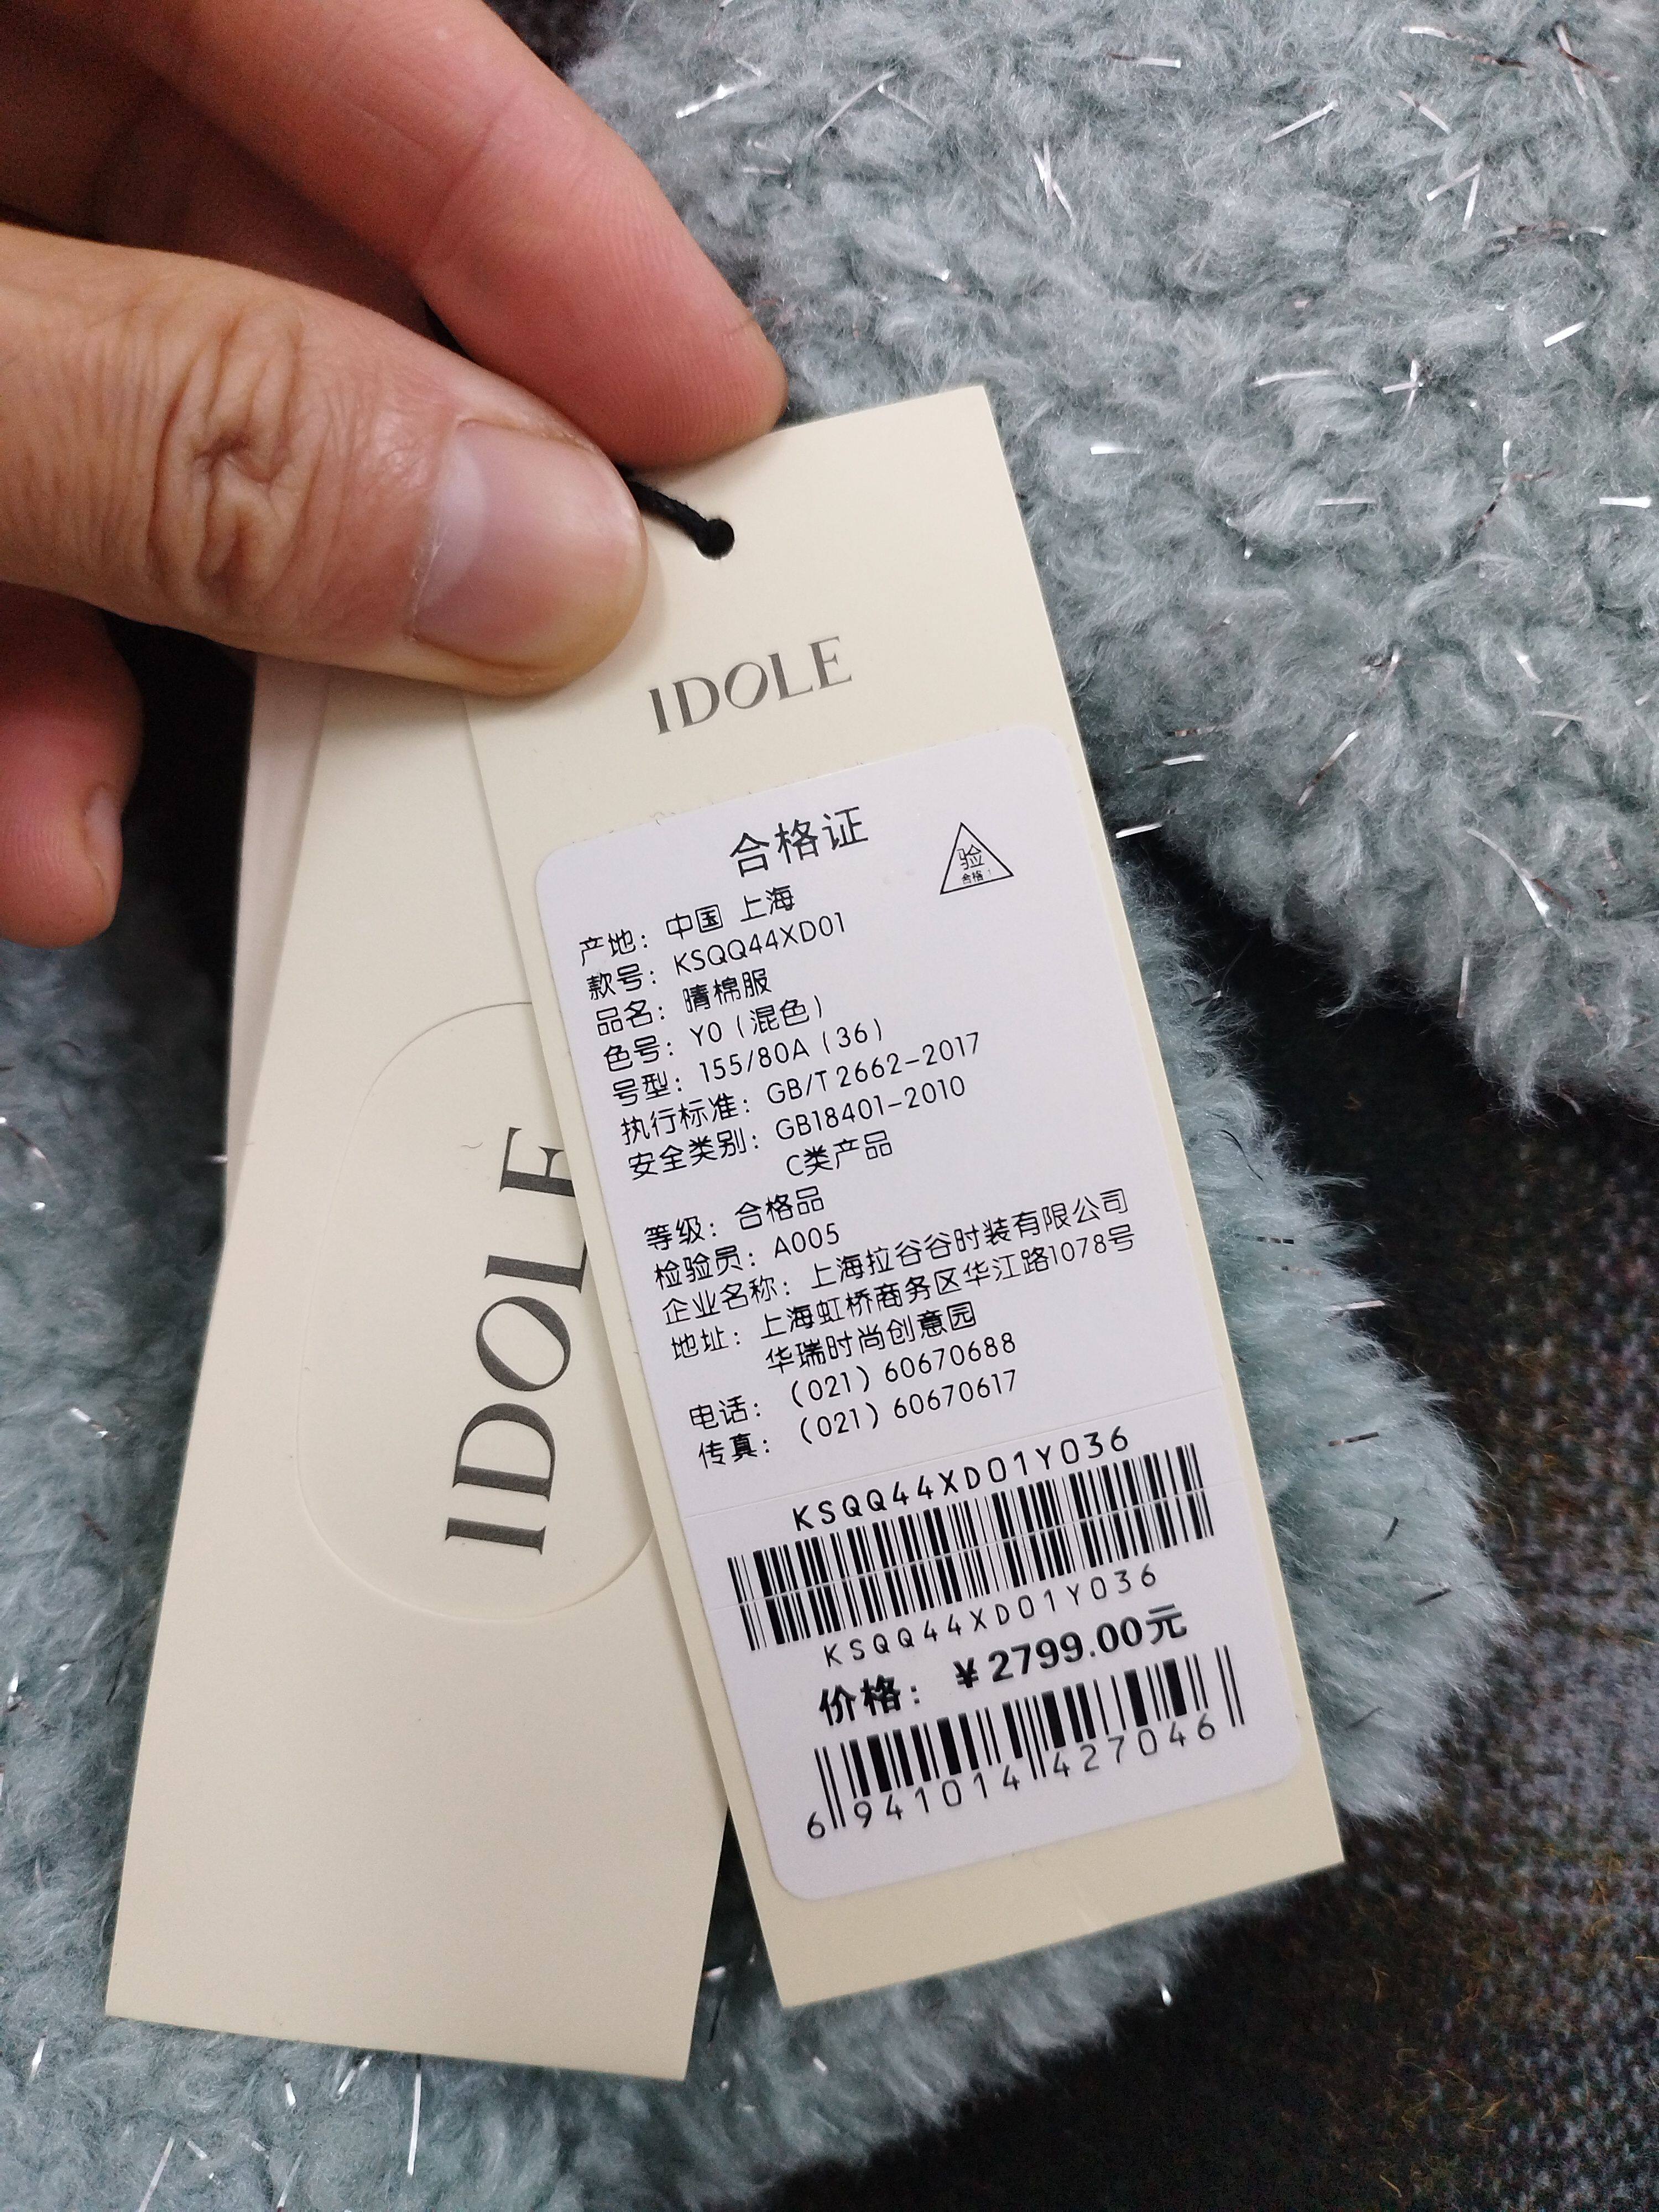 IDOLE
合格证
验
合格!
产地：中国 上海
款号：KSQQ44XD01
品名：晴棉服
色号：Y0（混色）
号型：155/80A（36）
执行标准：GB/T 2662-2017
安全类别：GB18401-2010
C类产品
等级：合格品
检验员：A005
企业名称：上海拉谷谷时装有限公司
地址：上海虹桥商务区华江路1078号
华瑞时尚创意园
电话：（021）60670688
传真：（021）60670617
KSQQ44XD01Y036
KSQQ44XD01Y036
价格：¥2799.00元
6941014427046
IDOLE